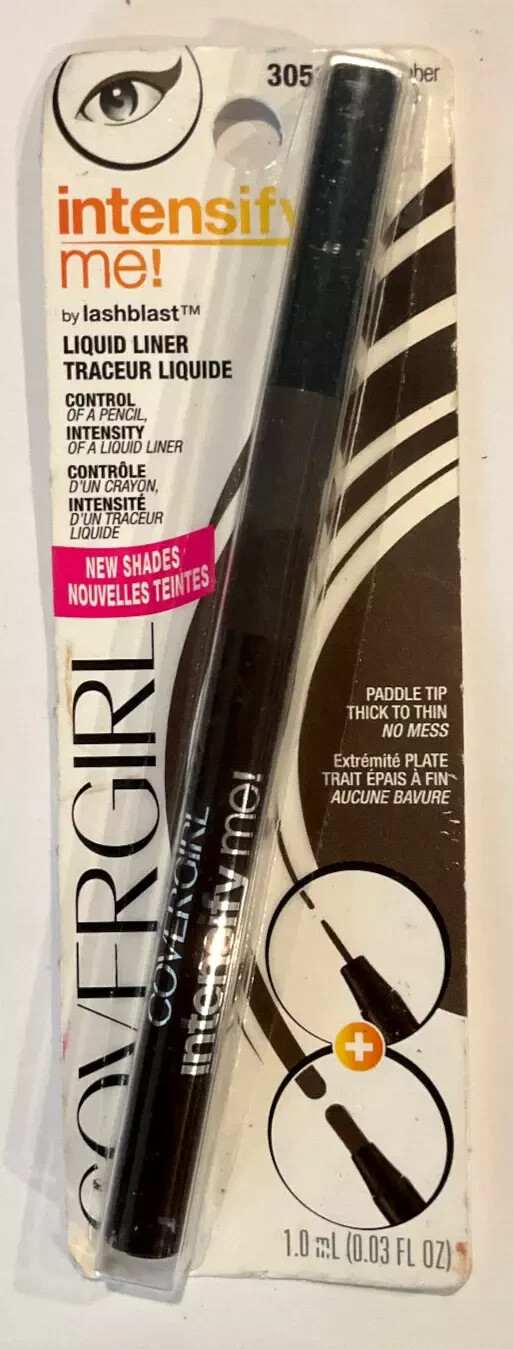 305
intensify
me!
by lashblast™
LIQUID LINER
TRACEUR LIQUIDE
CONTROL
OF A PENCIL,
INTENSITY
OF A LIQUID LINER
CONTRÔLE
D'UN CRAYON,
INTENSITÉ
D'UN TRACEUR
LIQUIDE
NEW SHADES
NOUVELLES TEINTES
COVERGIRL
COVERGIRL
intensify me!
PADDLE TIP
THICK TO THIN
NO MESS
Extrémité PLATE
TRAIT ÉPAIS À FIN
AUCUNE BAVURE
1.0 mL (0.03 FL OZ)